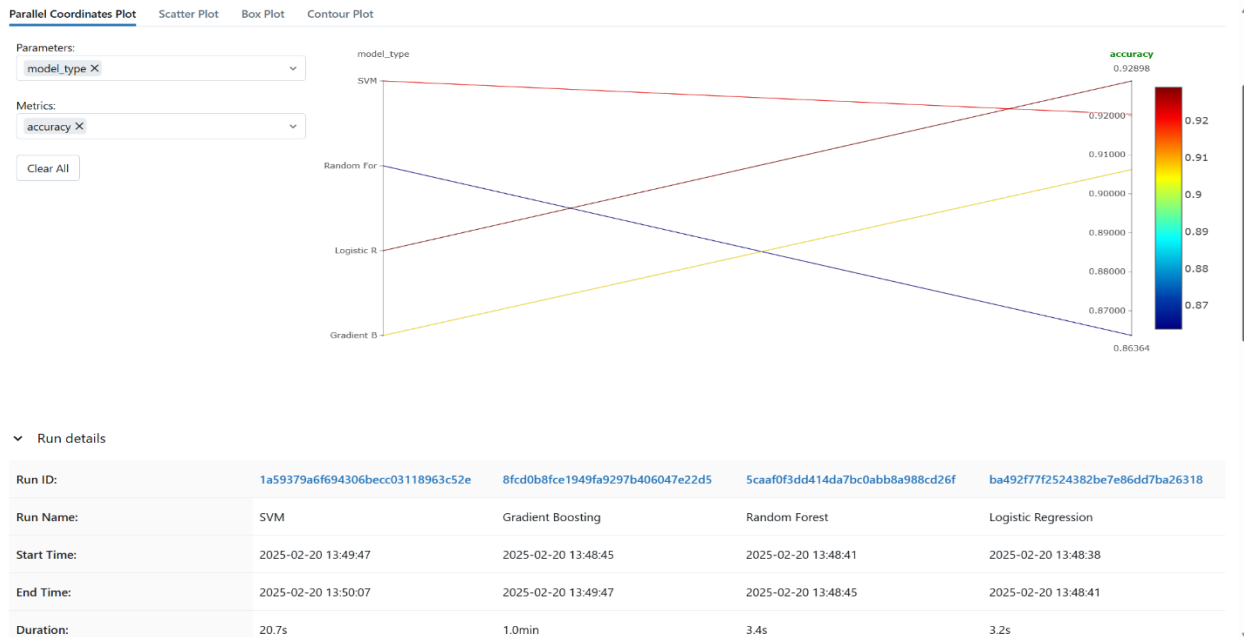 Parallel Coordinates Plot Scatter Plot Box Plot Contour Plot
Parameters:
model_type
Metrics:
accuracy
Clear All
model_type
SVM
Random For
Logistic R
Gradient B
accuracy
0.92898
0.92000
0.91000
0.90000
0.89000
0.88000
0.87000
0.86364
0.92
0.91
0.9
0.89
0.88
0.87
Run details
Run ID: 1a59379a6f694306becc03118963c52e 8fcd0b8fce1949fa9297b406047e22d5 5caaf0f3dd414da7bc0abb8a988cd26f ba492f77f2524382be7e86dd7ba26318
Run Name: SVM Gradient Boosting Random Forest Logistic Regression
Start Time: 2025-02-20 13:49:47 2025-02-20 13:48:45 2025-02-20 13:48:41 2025-02-20 13:48:38
End Time: 2025-02-20 13:50:07 2025-02-20 13:49:47 2025-02-20 13:48:45 2025-02-20 13:48:41
Duration: 20.7s 1.0min 3.4s 3.2s